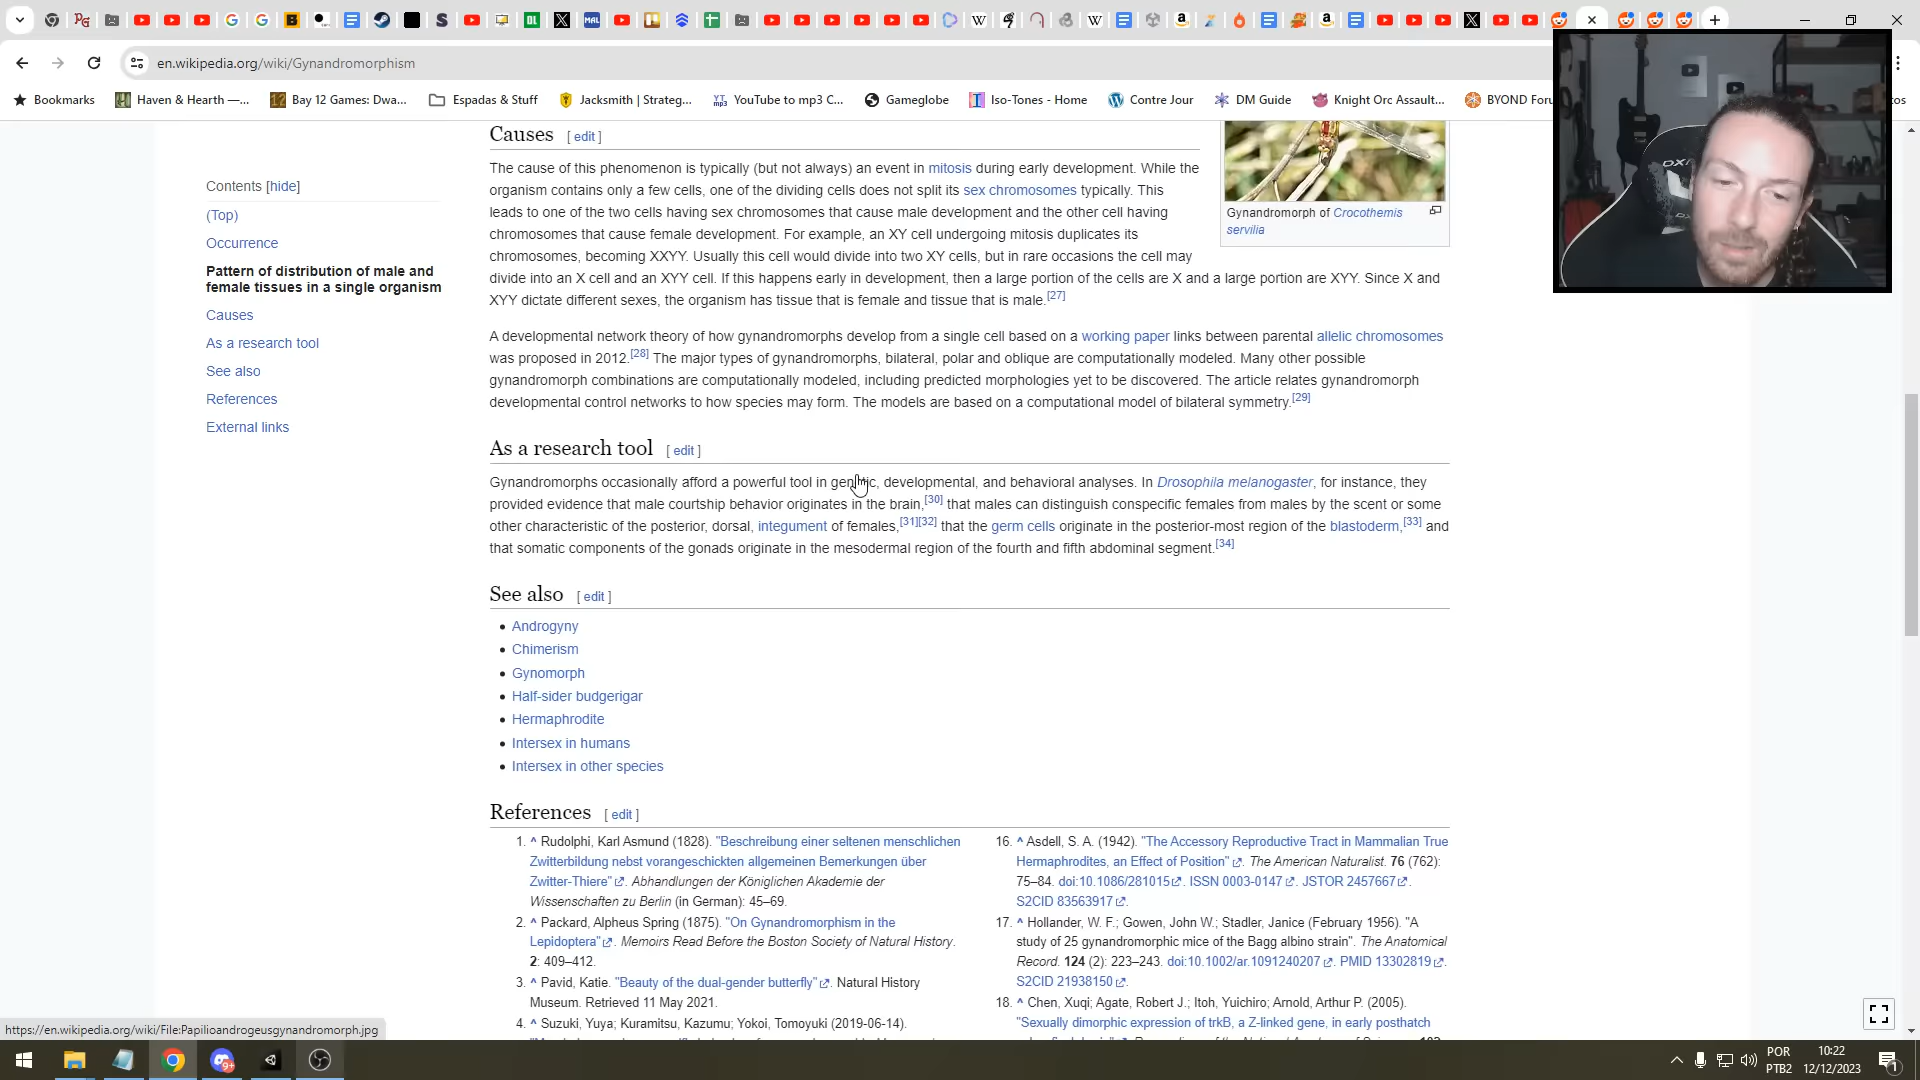 en.wikipedia.org/wiki/Gynandromorphism
Bookmarks
Haven & Hearth —...
Bay 12 Games: Dwa...
Espadas & Stuff
Jacksmith | Strateg...
YouTube to mp3 C...
Gameglobe
Iso-Tones - Home
Contre Jour
DM Guide
Knight Orc Assault...
BYOND Foru
os
Contents [hide]
(Top)
Occurrence
Pattern of distribution of male and
female tissues in a single organism
Causes
As a research tool
See also
References
External links
Causes [ edit ]
Gynandromorph of Crocothemis
servilia
The cause of this phenomenon is typically (but not always) an event in mitosis during early development. While the
organism contains only a few cells, one of the dividing cells does not split its sex chromosomes typically. This
leads to one of the two cells having sex chromosomes that cause male development and the other cell having
chromosomes that cause female development. For example, an XY cell undergoing mitosis duplicates its
chromosomes, becoming XXYY. Usually this cell would divide into two XY cells, but in rare occasions the cell may
divide into an X cell and an XYY cell. If this happens early in development, then a large portion of the cells are X and a large portion are XYY. Since X and
XYY dictate different sexes, the organism has tissue that is female and tissue that is male.[27]
A developmental network theory of how gynandromorphs develop from a single cell based on a working paper links between parental allelic chromosomes
was proposed in 2012.[28] The major types of gynandromorphs, bilateral, polar and oblique are computationally modeled. Many other possible
gynandromorph combinations are computationally modeled, including predicted morphologies yet to be discovered. The article relates gynandromorph
developmental control networks to how species may form. The models are based on a computational model of bilateral symmetry.[29]
As a research tool [ edit ]
Gynandromorphs occasionally afford a powerful tool in genetic, developmental, and behavioral analyses. In Drosophila melanogaster, for instance, they
provided evidence that male courtship behavior originates in the brain,[30] that males can distinguish conspecific females from males by the scent or some
other characteristic of the posterior, dorsal, integument of females,[31][32] that the germ cells originate in the posterior-most region of the blastoderm,[33] and
that somatic components of the gonads originate in the mesodermal region of the fourth and fifth abdominal segment.[34]
See also [ edit ]
• Androgyny
• Chimerism
• Gynomorph
• Half-sider budgerigar
• Hermaphrodite
• Intersex in humans
• Intersex in other species
References [ edit ]
1. ^ Rudolphi, Karl Asmund (1828). "Beschreibung einer seltenen menschlichen
Zwitterbildung nebst vorangeschickten allgemeinen Bemerkungen über
Zwitter-Thiere". Abhandlungen der Königlichen Akademie der
Wissenschaften zu Berlin (in German): 45–69.
2. ^ Packard, Alpheus Spring (1875). "On Gynandromorphism in the
Lepidoptera". Memoirs Read Before the Boston Society of Natural History.
2: 409–412.
3. ^ Pavid, Katie. "Beauty of the dual-gender butterfly". Natural History
Museum. Retrieved 11 May 2021.
4. ^ Suzuki, Yuya; Kuramitsu, Kazumu; Yokoi, Tomoyuki (2019-06-14).
16. ^ Asdell, S. A. (1942). "The Accessory Reproductive Tract in Mammalian True
Hermaphrodites, an Effect of Position". The American Naturalist. 76 (762):
75–84. doi:10.1086/281015. ISSN 0003-0147. JSTOR 2457667.
S2CID 83563917.
17. ^ Hollander, W. F.; Gowen, John W.; Stadler, Janice (February 1956). "A
study of 25 gynandromorphic mice of the Bagg albino strain". The Anatomical
Record. 124 (2): 223–243. doi:10.1002/ar.1091240207. PMID 13302819.
S2CID 21938150.
18. ^ Chen, Xuqi; Agate, Robert J.; Itoh, Yuichiro; Arnold, Arthur P. (2005).
"Sexually dimorphic expression of trkB, a Z-linked gene, in early posthatch
https://en.wikipedia.org/wiki/File:Papilioandrogeusgynandromorph.jpg
POR
PTB2
10:22
12/12/2023